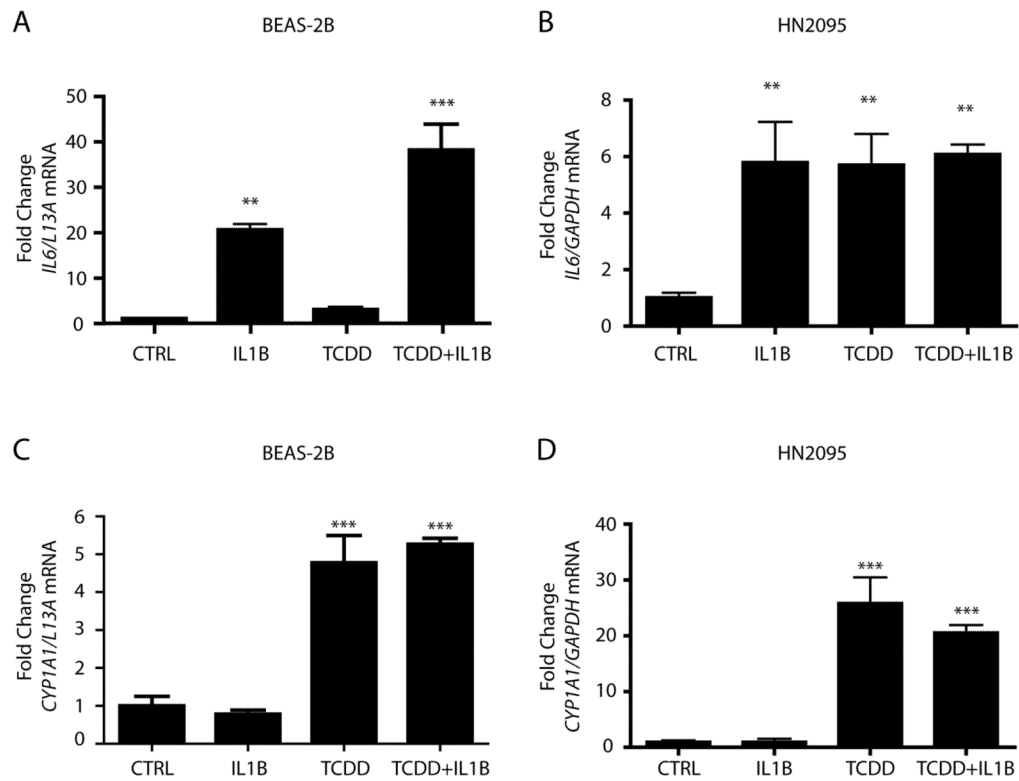 A
BEAS-2B
Fold Change
IL6/L13A mRNA
50
40
30
20
10
0
**
***
CTRL IL1B TCDD TCDD+IL1B
B
HN2095
Fold Change
IL6/GAPDH mRNA
8
6
4
2
0
** ** **
CTRL IL1B TCDD TCDD+IL1B
C
BEAS-2B
Fold Change
CYP1A1/L13A mRNA
6
5
4
3
2
1
0
*** ***
CTRL IL1B TCDD TCDD+IL1B
D
HN2095
Fold Change
CYP1A1/GAPDH mRNA
40
30
20
10
0
***
***
CTRL IL1B TCDD TCDD+IL1B